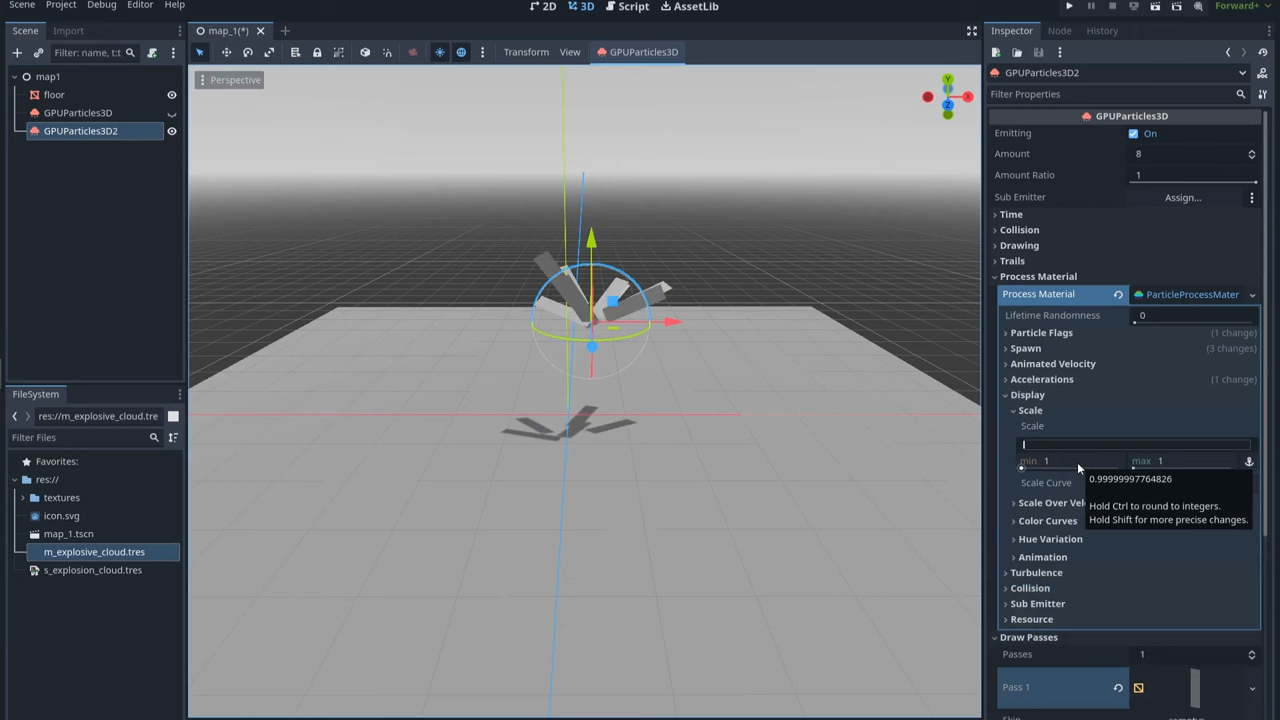 Scene Project Debug Editor Help
2D 3D Script AssetLib
Forward+
Scene Import
map_1(*)
Inspector Node History
Filter: name, t:t
Transform View GPUParticles3D
GPUParticles3D2
Filter Properties
map1
floor
GPUParticles3D
GPUParticles3D2
Perspective
Y
X
Z
GPUParticles3D
Emitting On
Amount 8
Amount Ratio 1
Sub Emitter Assign...
Time
Collision
Drawing
Trails
Process Material
Process Material ParticleProcessMater
Lifetime Randomness 0
Particle Flags (1 change)
Spawn (3 changes)
Animated Velocity
Accelerations (1 change)
Display
Scale
Scale
min 1 max 1
Scale Curve
0.99999997764826
Hold Ctrl to round to integers.
Hold Shift for more precise changes.
Scale Over Vel
Color Curves
Hue Variation
Animation
Turbulence
Collision
Sub Emitter
Resource
Draw Passes
Passes 1
Pass 1
FileSystem
res://m_explosive_cloud.tre
Filter Files
Favorites:
res://
textures
icon.svg
map_1.tscn
m_explosive_cloud.tres
s_explosion_cloud.tres